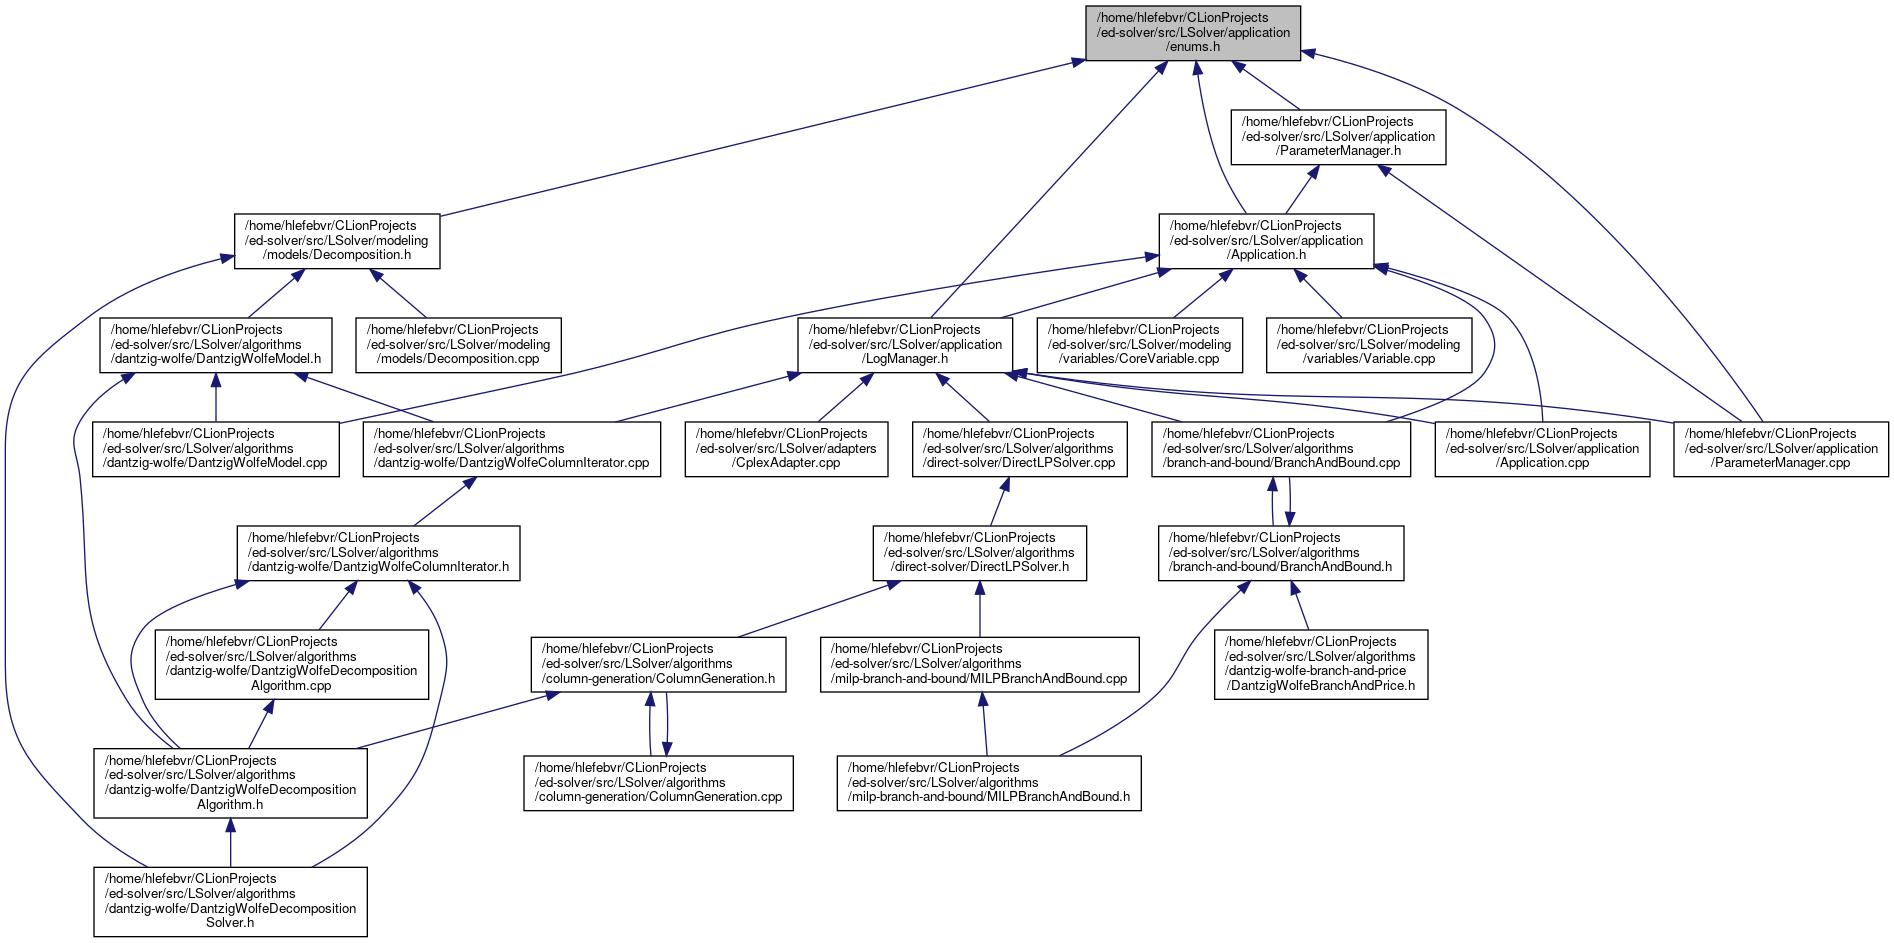 /home/hlefebvr/CLionProjects
/ed-solver/src/LSolver/application
/enums.h
/home/hlefebvr/CLionProjects
/ed-solver/src/LSolver/application
/ParameterManager.h
/home/hlefebvr/CLionProjects
/ed-solver/src/LSolver/modeling
/models/Decomposition.h
/home/hlefebvr/CLionProjects
/ed-solver/src/LSolver/application
/Application.h
/home/hlefebvr/CLionProjects
/ed-solver/src/LSolver/algorithms
/dantzig-wolfe/DantzigWolfeModel.h
/home/hlefebvr/CLionProjects
/ed-solver/src/LSolver/modeling
/models/Decomposition.cpp
/home/hlefebvr/CLionProjects
/ed-solver/src/LSolver/application
/LogManager.h
/home/hlefebvr/CLionProjects
/ed-solver/src/LSolver/modeling
/variables/CoreVariable.cpp
/home/hlefebvr/CLionProjects
/ed-solver/src/LSolver/modeling
/variables/Variable.cpp
/home/hlefebvr/CLionProjects
/ed-solver/src/LSolver/algorithms
/dantzig-wolfe/DantzigWolfeModel.cpp
/home/hlefebvr/CLionProjects
/ed-solver/src/LSolver/algorithms
/dantzig-wolfe/DantzigWolfeColumnIterator.cpp
/home/hlefebvr/CLionProjects
/ed-solver/src/LSolver/adapters
/CplexAdapter.cpp
/home/hlefebvr/CLionProjects
/ed-solver/src/LSolver/algorithms
/direct-solver/DirectLPSolver.cpp
/home/hlefebvr/CLionProjects
/ed-solver/src/LSolver/algorithms
/branch-and-bound/BranchAndBound.cpp
/home/hlefebvr/CLionProjects
/ed-solver/src/LSolver/application
/Application.cpp
/home/hlefebvr/CLionProjects
/ed-solver/src/LSolver/application
/ParameterManager.cpp
/home/hlefebvr/CLionProjects
/ed-solver/src/LSolver/algorithms
/dantzig-wolfe/DantzigWolfeColumnIterator.h
/home/hlefebvr/CLionProjects
/ed-solver/src/LSolver/algorithms
/direct-solver/DirectLPSolver.h
/home/hlefebvr/CLionProjects
/ed-solver/src/LSolver/algorithms
/branch-and-bound/BranchAndBound.h
/home/hlefebvr/CLionProjects
/ed-solver/src/LSolver/algorithms
/dantzig-wolfe/DantzigWolfeDecomposition
Algorithm.cpp
/home/hlefebvr/CLionProjects
/ed-solver/src/LSolver/algorithms
/column-generation/ColumnGeneration.h
/home/hlefebvr/CLionProjects
/ed-solver/src/LSolver/algorithms
/milp-branch-and-bound/MILPBranchAndBound.cpp
/home/hlefebvr/CLionProjects
/ed-solver/src/LSolver/algorithms
/dantzig-wolfe-branch-and-price
/DantzigWolfeBranchAndPrice.h
/home/hlefebvr/CLionProjects
/ed-solver/src/LSolver/algorithms
/dantzig-wolfe/DantzigWolfeDecomposition
Algorithm.h
/home/hlefebvr/CLionProjects
/ed-solver/src/LSolver/algorithms
/column-generation/ColumnGeneration.cpp
/home/hlefebvr/CLionProjects
/ed-solver/src/LSolver/algorithms
/milp-branch-and-bound/MILPBranchAndBound.h
/home/hlefebvr/CLionProjects
/ed-solver/src/LSolver/algorithms
/dantzig-wolfe/DantzigWolfeDecomposition
Solver.h